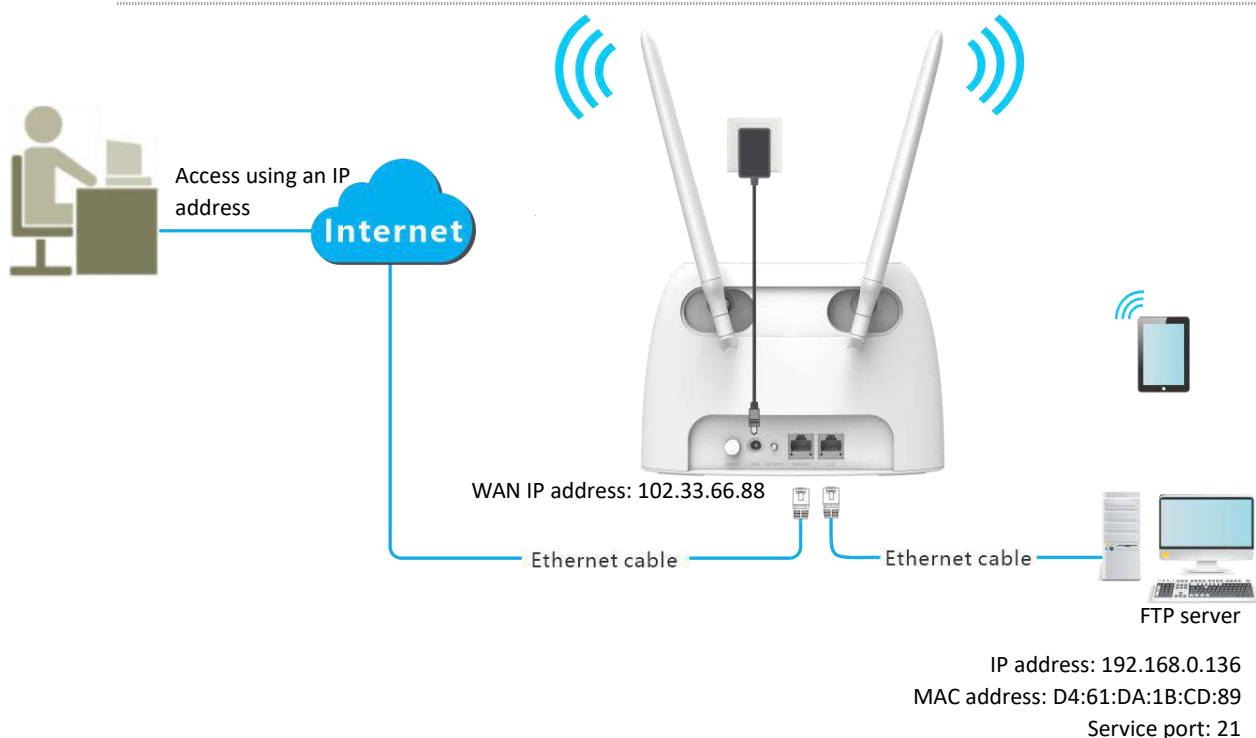 Access using an IP
address
Internet
WAN IP address: 102.33.66.88
Ethernet cable
Ethernet cable
FTP server
IP address: 192.168.0.136
MAC address: D4:61:DA:1B:CD:89
Service port: 21